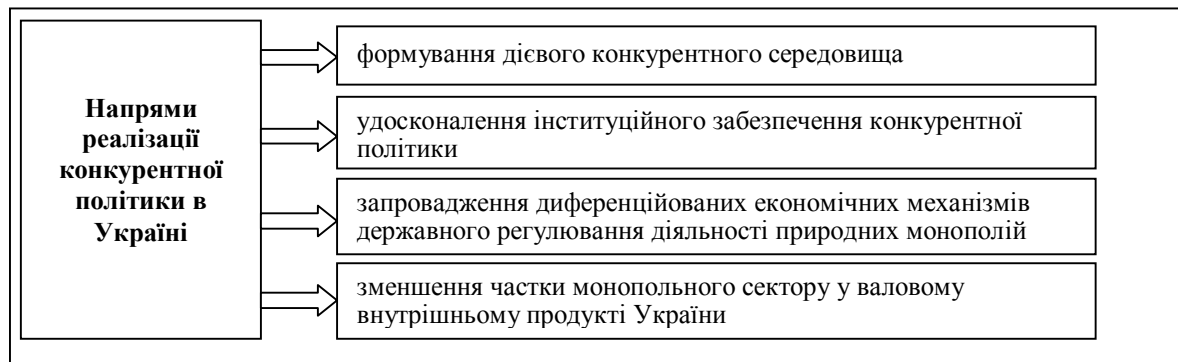 Напрями
реалізації
конкурентної
політики в
Україні
формування дієвого конкурентного середовища
удосконалення інституційного забезпечення конкурентної
політики
запровадження диференційованих економічних механізмів
державного регулювання діяльності природних монополій
зменшення частки монопольного сектору у валовому
внутрішньому продукті України